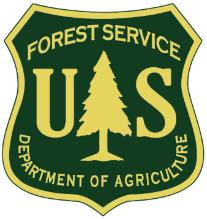 FOREST SERVICE
U S
DEPARTMENT OF AGRICULTURE